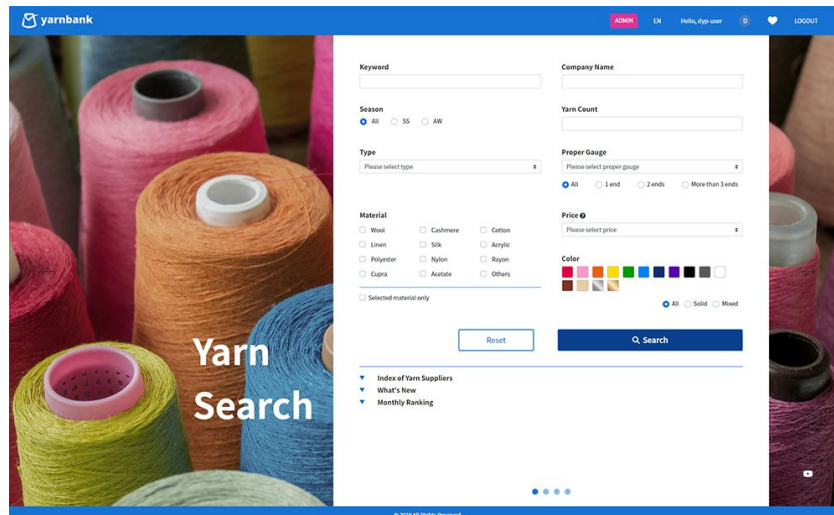 yarnbank
ADMIN EN Hello, dyp-user D LOGOUT
Keyword
Company Name
Season
All SS AW
Yarn Count
Type
Please select type
Proper Gauge
Please select proper gauge
All 1 end 2 ends More than 3 ends
Material
Wool Cashmere Cotton
Linen Silk Acrylic
Polyester Nylon Rayon
Cupra Acetate Others
Selected material only
Price ?
Please select price
Color
All Solid Mixed
Reset
Search
Yarn
Search
Index of Yarn Suppliers
What's New
Monthly Ranking